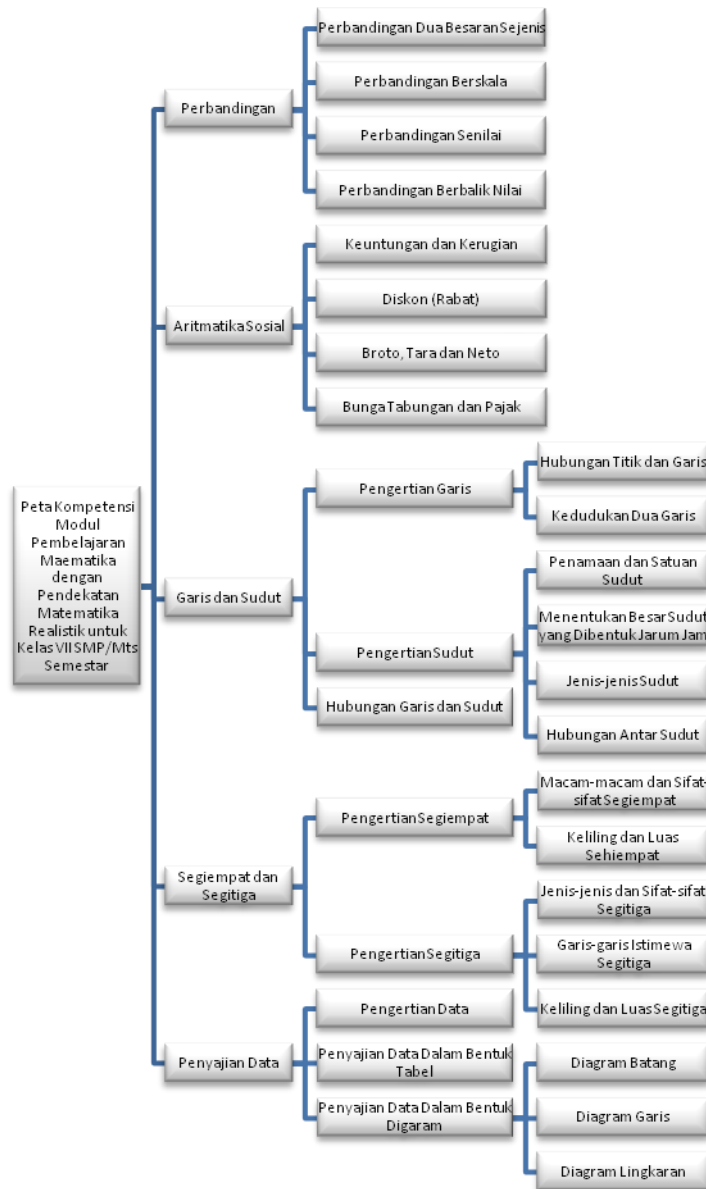 Peta Kompetensi
Modul
Pembelajaran
Maematika
dengan
Pendekatan
Matematika
Realistik untuk
Kelas VII SMP/Mts
Semestar
Perbandingan
Perbandingan Dua Besaran Sejenis
Perbandingan Berskala
Perbandingan Senilai
Perbandingan Berbalik Nilai
Aritmatika Sosial
Keuntungan dan Kerugian
Diskon (Rabat)
Broto, Tara dan Neto
Bunga Tabungan dan Pajak
Garis dan Sudut
Pengertian Garis
Hubungan Titik dan Garis
Kedudukan Dua Garis
Pengertian Sudut
Penamaan dan Satuan
Sudut
Menentukan Besar Sudut
yang Dibentuk Jarum Jam
Jenis-jenis Sudut
Hubungan Antar Sudut
Hubungan Garis dan Sudut
Segiempat dan
Segitiga
Pengertian Segiempat
Macam-macam dan Sifat-
sifat Segiempat
Keliling dan Luas
Sehiempat
Pengertian Segitiga
Jenis-jenis dan Sifat-sifat
Segitiga
Garis-garis Istimewa
Segitiga
Keliling dan Luas Segitiga
Penyajian Data
Pengertian Data
Penyajian Data Dalam Bentuk
Tabel
Penyajian Data Dalam Bentuk
Digaram
Diagram Batang
Diagram Garis
Diagram Lingkaran